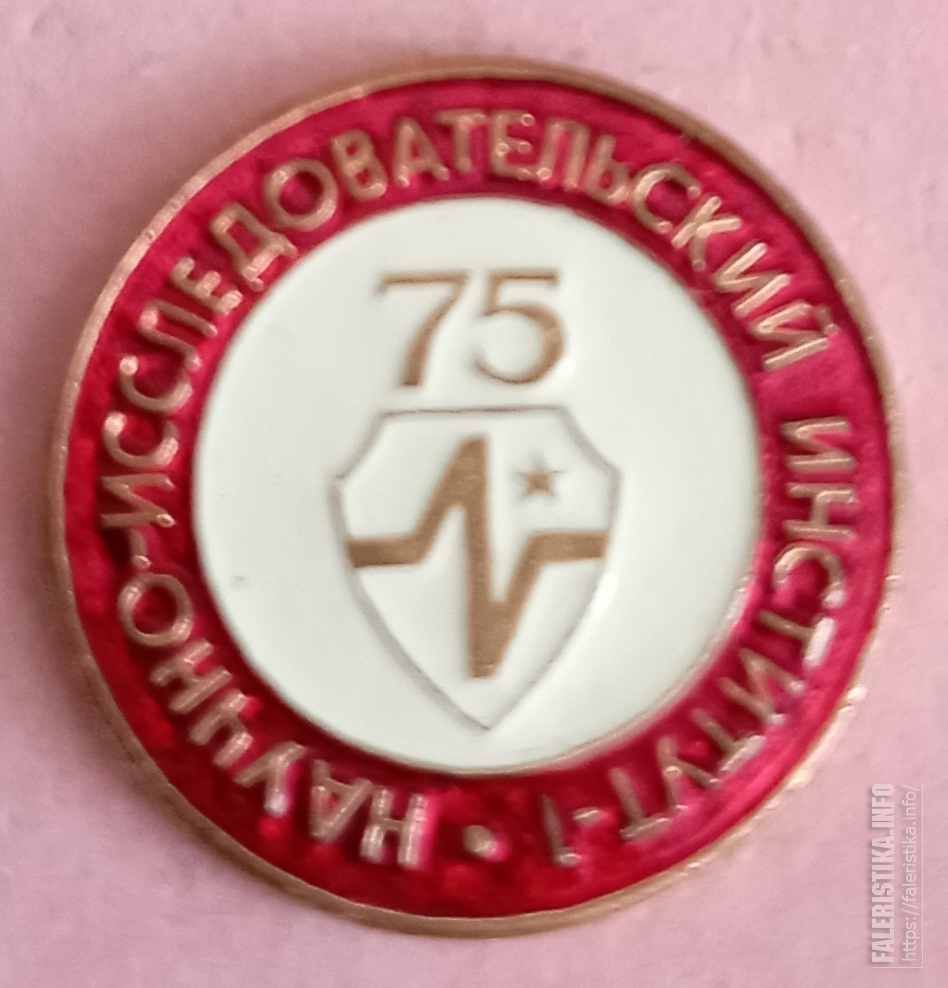 НАУЧНО-ИССЛЕДОВАТЕЛЬСКИЙ ИНСТИТУТ-1 •
75
FALERISTIKA.INFO
https://faleristika.info/